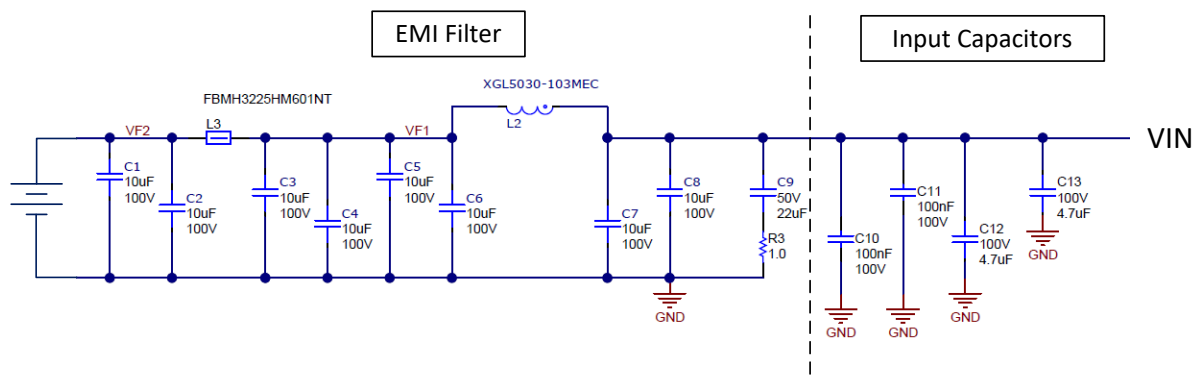 EMI Filter
Input Capacitors
XGL5030-103MEC
FBMH3225HM601NT
L2
L3
VF2
VF1
VIN
C1
10uF
100V
C2
10uF
100V
C3
10uF
100V
C4
10uF
100V
C5
10uF
100V
C6
10uF
100V
C7
10uF
100V
C8
10uF
100V
C9
50V
22uF
R3
1.0
C10
100nF
100V
C11
100nF
100V
C12
100V
4.7uF
C13
100V
4.7uF
GND
GND
GND
GND
GND